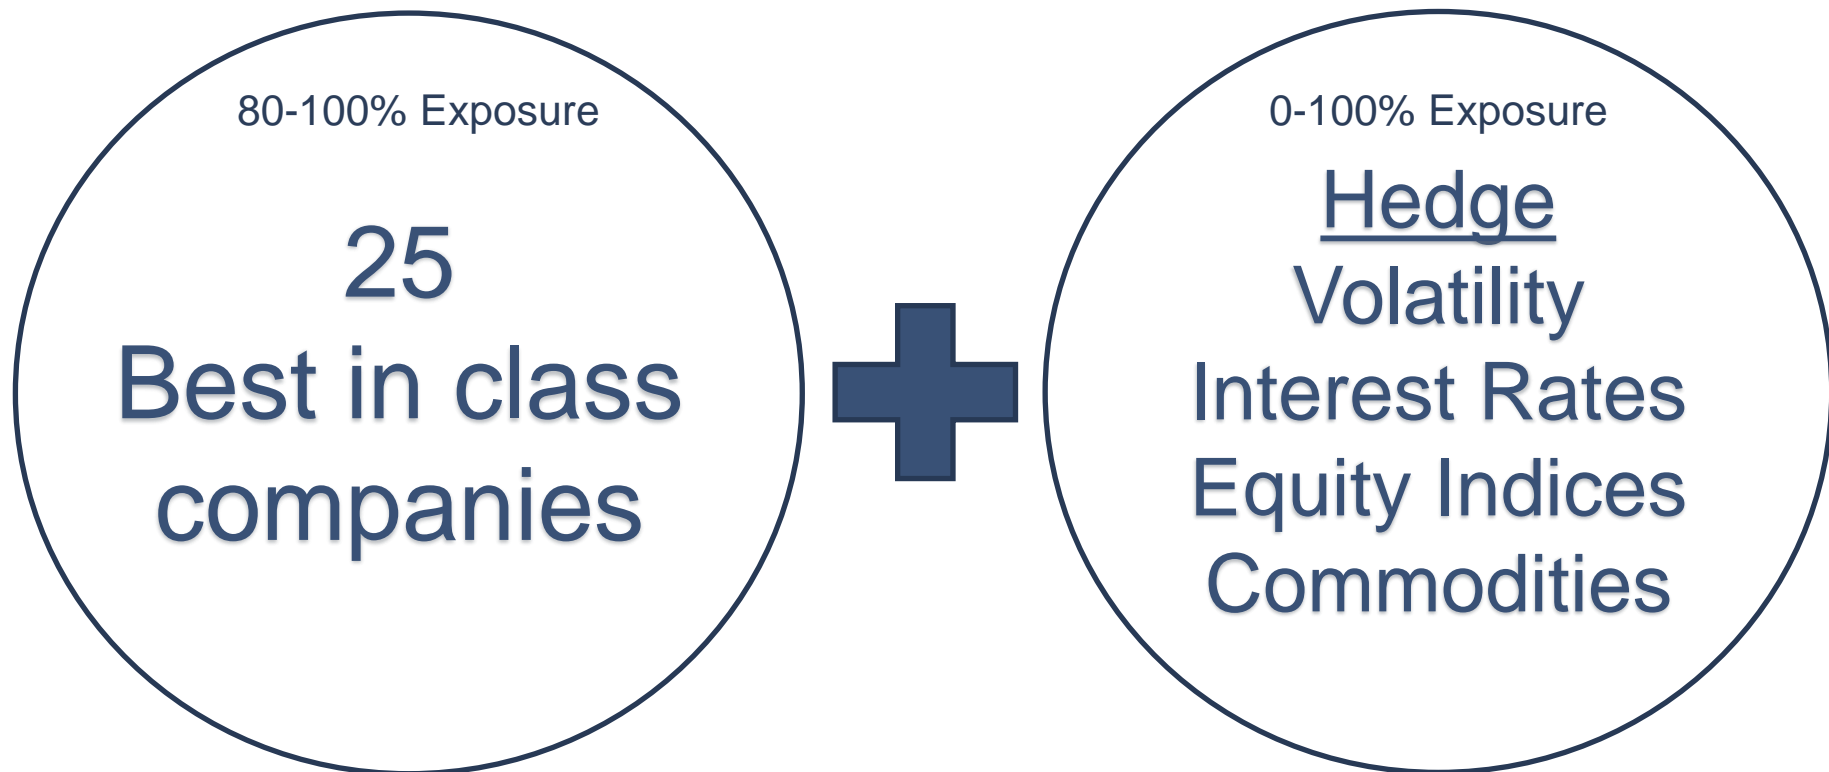 80-100% Exposure
25
Best in class
companies
0-100% Exposure
Hedge
Volatility
Interest Rates
Equity Indices
Commodities